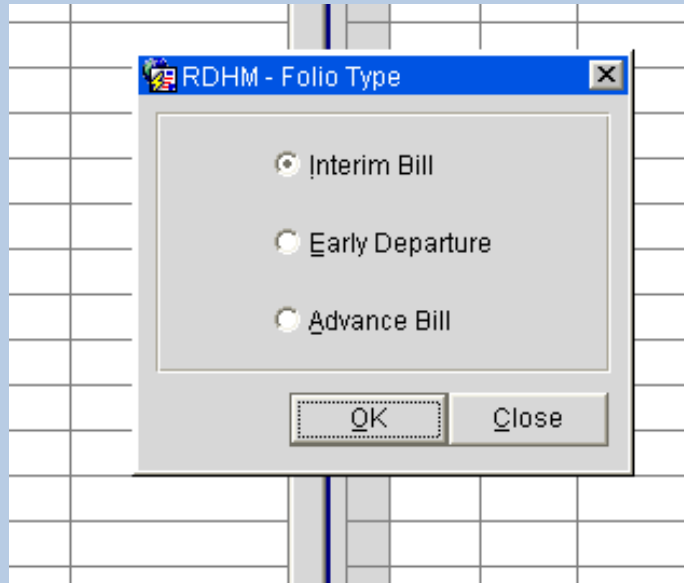 RDHM - Folio Type
Interim Bill
Early Departure
Advance Bill
OK Close